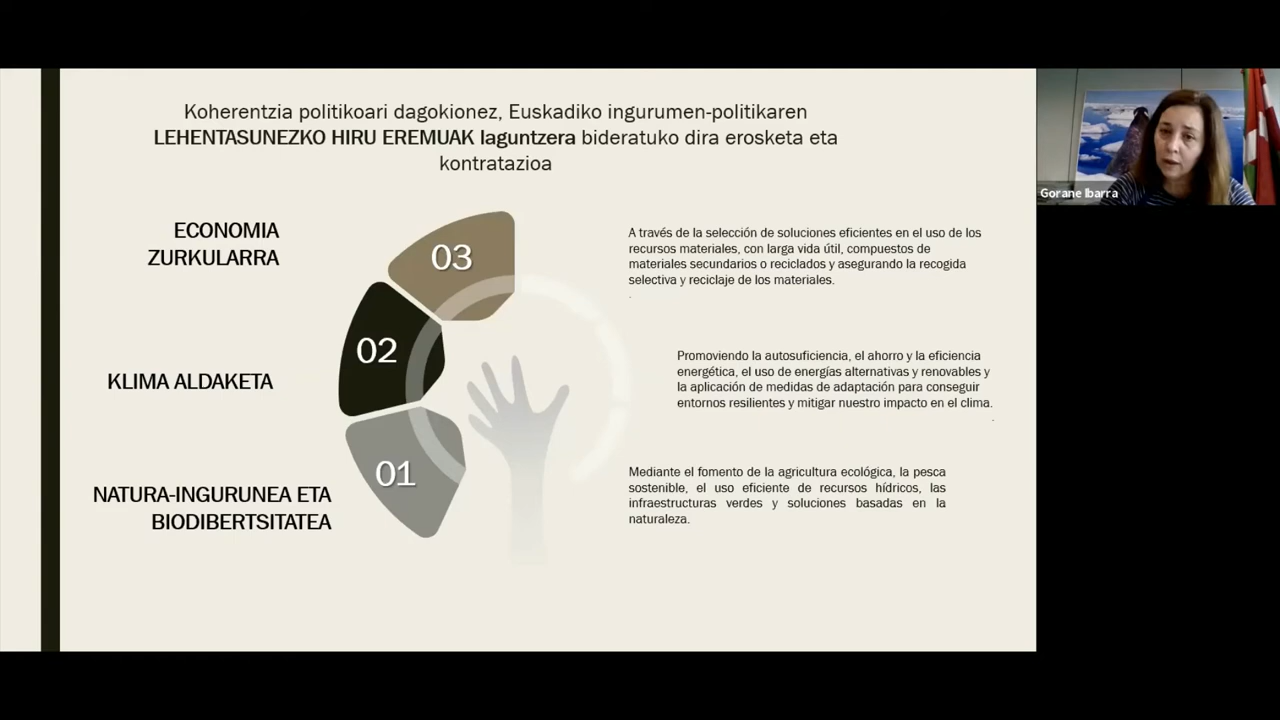 Koherentzia politikoari dagokionez, Euskadiko ingurumen-politikaren
LEHENTASUNEZKO HIRU EREMUAK laguntzera bideratuko dira erosketa eta
kontratazioa
Gorane Ibarra
ECONOMIA
ZURKULARRA
03
A través de la selección de soluciones eficientes en el uso de los
recursos materiales, con larga vida útil, compuestos de
materiales secundarios o reciclados y asegurando la recogida
selectiva y reciclaje de los materiales.
.
KLIMA ALDAKETA
02
Promoviendo la autosuficiencia, el ahorro y la eficiencia
energética, el uso de energías alternativas y renovables y
la aplicación de medidas de adaptación para conseguir
entornos resilientes y mitigar nuestro impacto en el clima.
.
NATURA-INGURUNEA ETA
BIODIBERTSITATEA
01
Mediante el fomento de la agricultura ecológica, la pesca
sostenible, el uso eficiente de recursos hídricos, las
infraestructuras verdes y soluciones basadas en la
naturaleza.